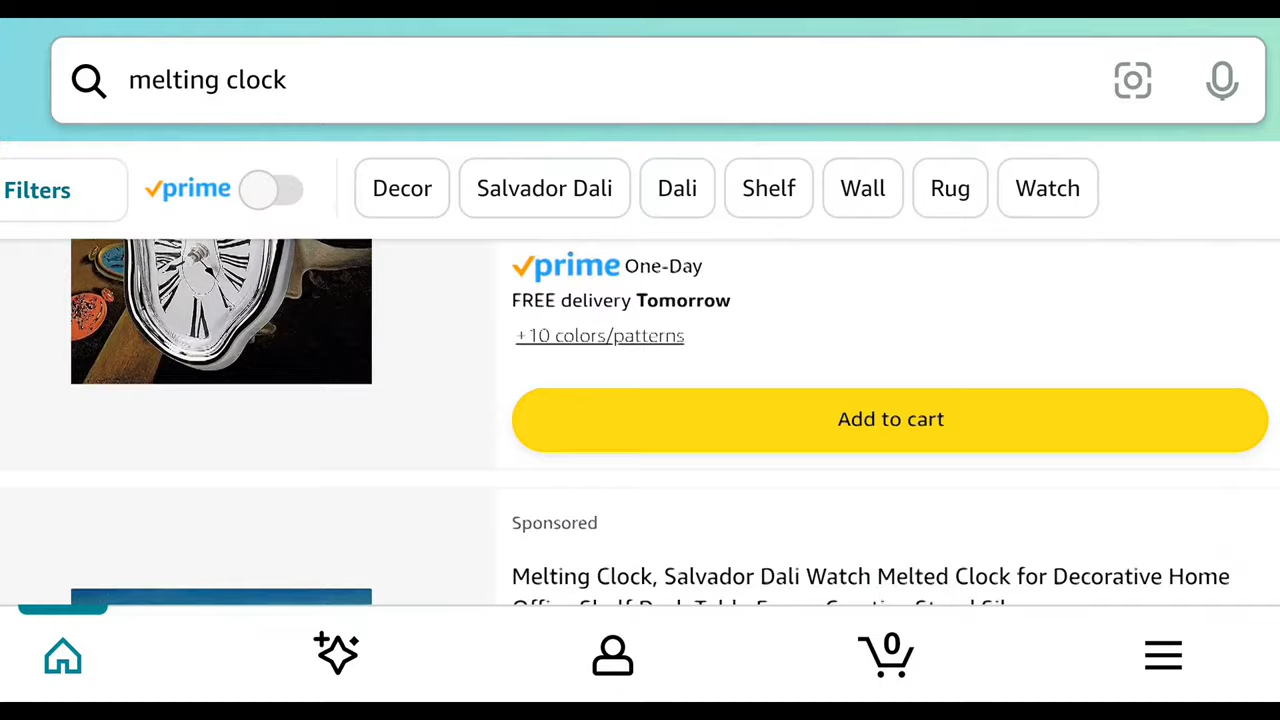 melting clock
Filters
prime
Decor
Salvador Dali
Dali
Shelf
Wall
Rug
Watch
prime One-Day
FREE delivery Tomorrow
+10 colors/patterns
Add to cart
Sponsored
Melting Clock, Salvador Dali Watch Melted Clock for Decorative Home
0